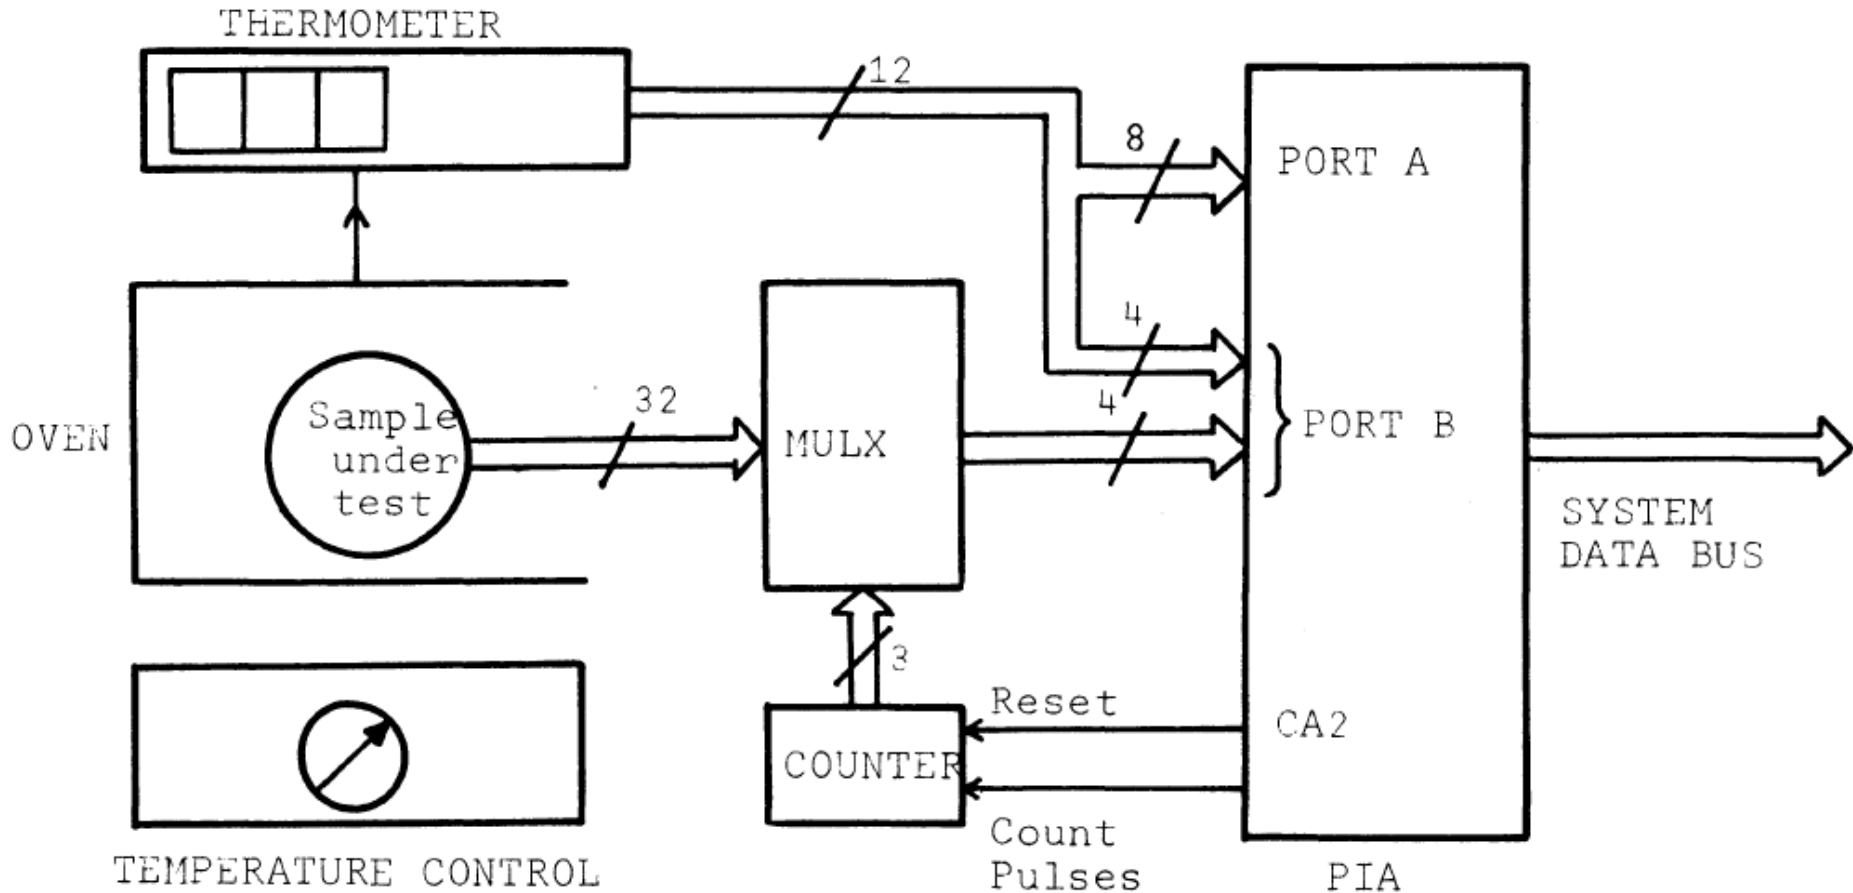 THERMOMETER
12
8
PORT A
4
32
4
Sample
under
test
OVEN
MULX
PORT B
SYSTEM
DATA BUS
3
Reset
CA2
COUNTER
Count
Pulses
TEMPERATURE CONTROL
PIA